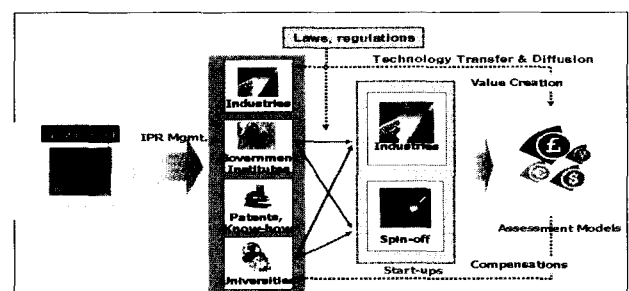 Laws, regulations
Technology Transfer & Diffusion
Value Creation
IPR Mgmt.
Industries
Government
Institutes
Patents,
Know-how
Universities
Industries
Spin-off
Start-ups
£
$
Assessment Models
Compensations